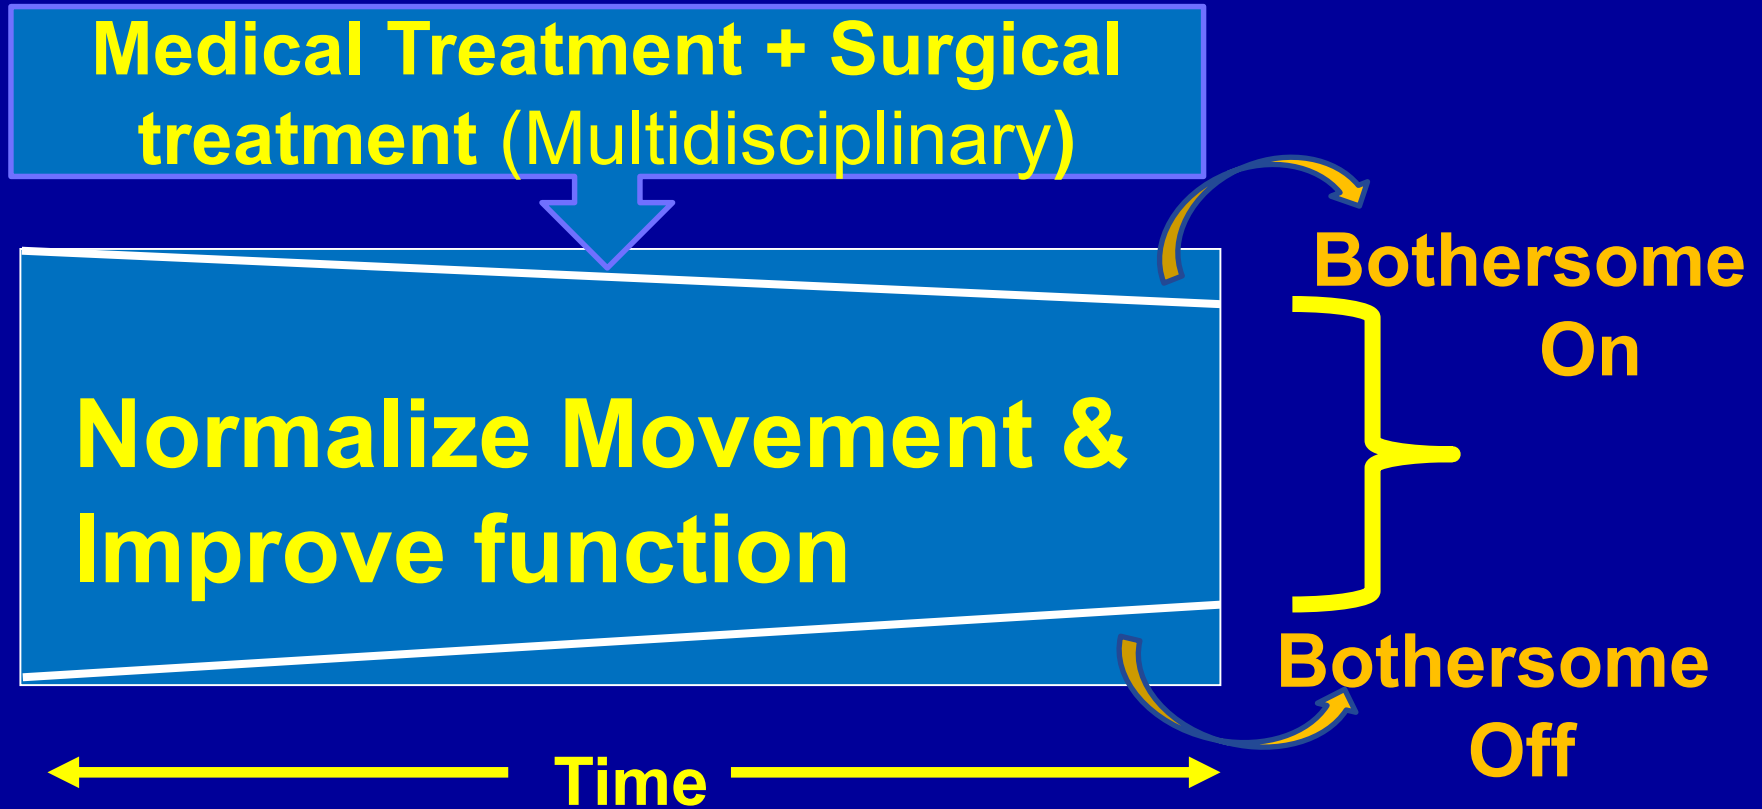 Medical Treatment + Surgical
treatment (Multidisciplinary)
Bothersome
On
Normalize Movement &
Improve function
Bothersome
Off
Time